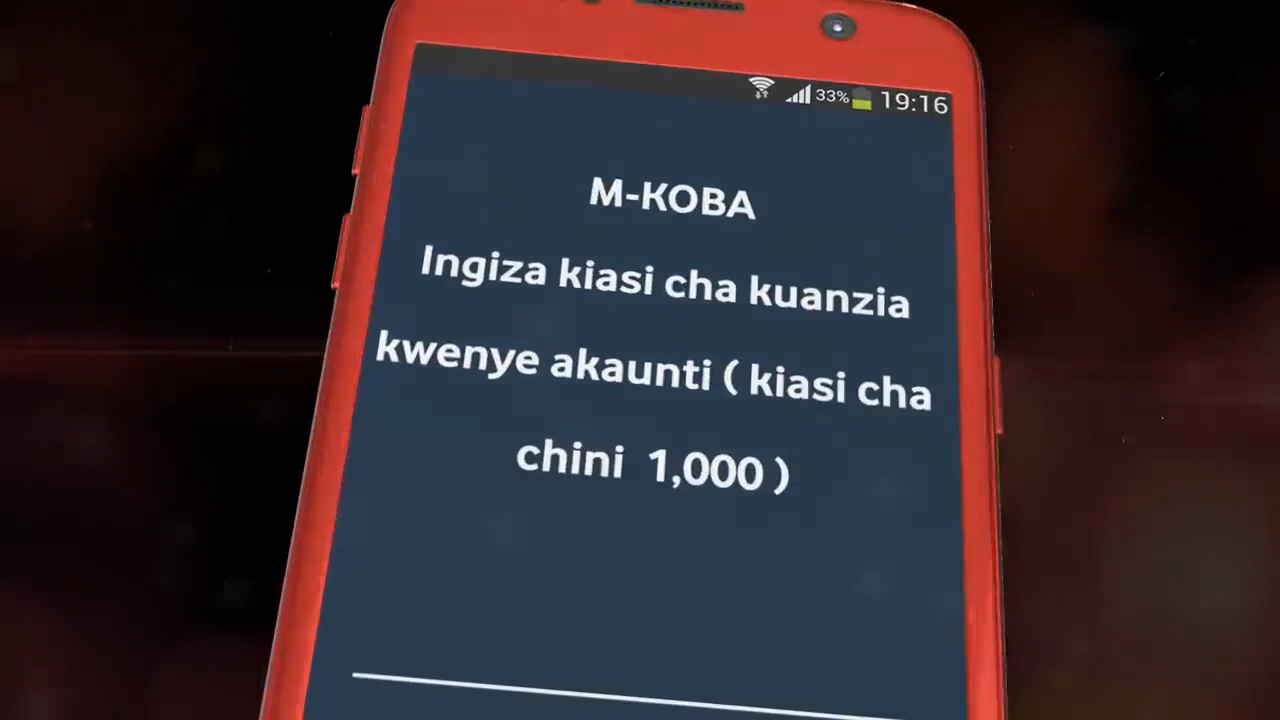 33% 19:16
M-KOBA
Ingiza kiasi cha kuanzia
kwenye akaunti ( kiasi cha
chini 1,000 )